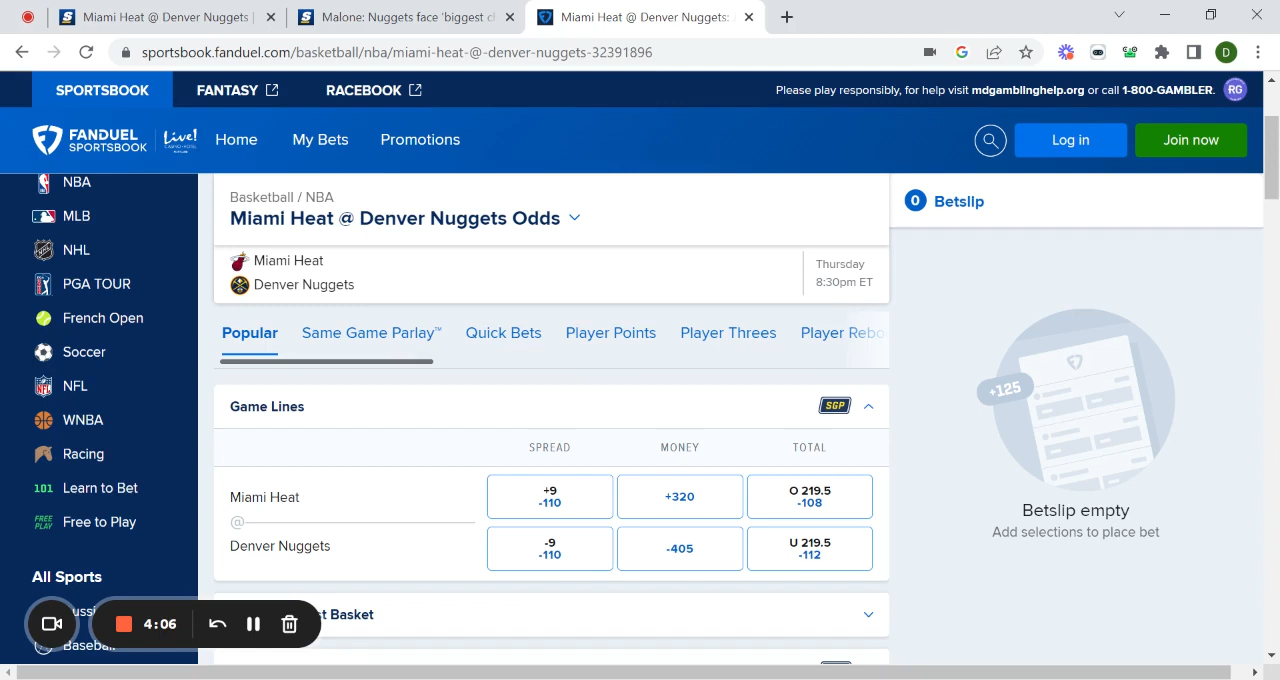 Miami Heat @ Denver Nuggets |
Malone: Nuggets face 'biggest ch
Miami Heat @ Denver Nuggets:
sportsbook.fanduel.com/basketball/nba/miami-heat-@-denver-nuggets-32391896
D
SPORTSBOOK
FANTASY
RACEBOOK
Please play responsibly, for help visit mdgamblinghelp.org or call 1-800-GAMBLER.
RG
FANDUEL
SPORTSBOOK
Live!
Home
My Bets
Promotions
Log in
Join now
NBA
MLB
NHL
PGA TOUR
French Open
Soccer
NFL
WNBA
Racing
101 Learn to Bet
FREE PLAY Free to Play
All Sports
Baseball
Basketball / NBA
Miami Heat @ Denver Nuggets Odds
Miami Heat
Denver Nuggets
Thursday
8:30pm ET
Popular
Same Game Parlay™
Quick Bets
Player Points
Player Threes
Player Rebo
Game Lines
SGP
SPREAD MONEY TOTAL
Miami Heat
+9
-110
+320
O 219.5
-108
@
Denver Nuggets
-9
-110
-405
U 219.5
-112
t Basket
4:06
0 Betslip
+125
Betslip empty
Add selections to place bet